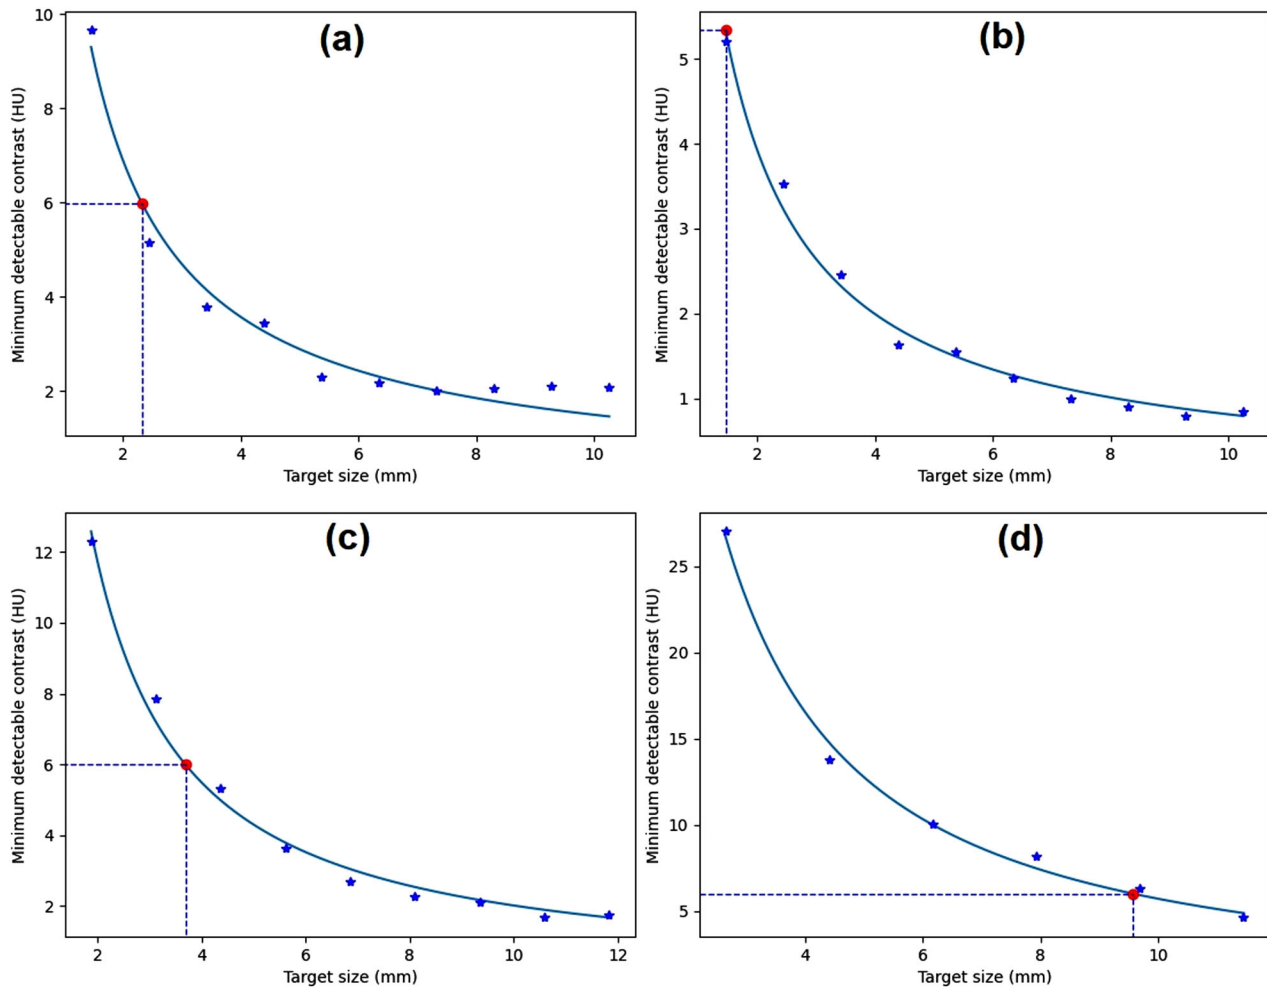 (a)
10
8
6
4
2
2 4 6 8 10
Target size (mm)
Minimum detectable contrast (HU)
(b)
5
4
3
2
1
2 4 6 8 10
Target size (mm)
Minimum detectable contrast (HU)
(c)
12
10
8
6
4
2
2 4 6 8 10 12
Target size (mm)
Minimum detectable contrast (HU)
(d)
25
20
15
10
5
4 6 8 10
Target size (mm)
Minimum detectable contrast (HU)